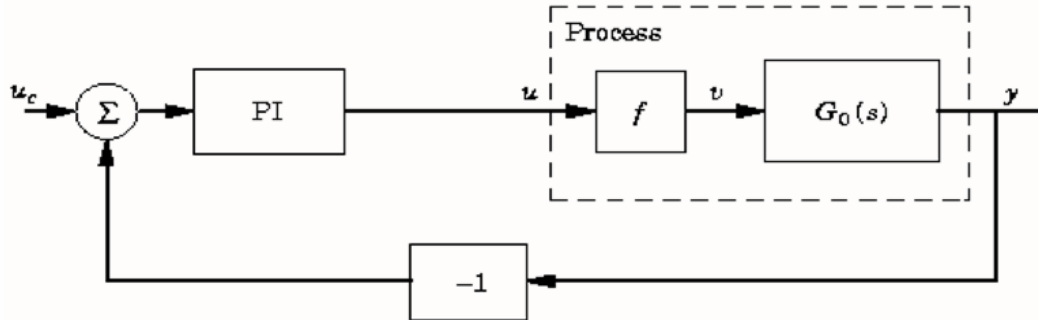 Process
u_c
Σ
PI
u
f
v
G_0(s)
y
-1